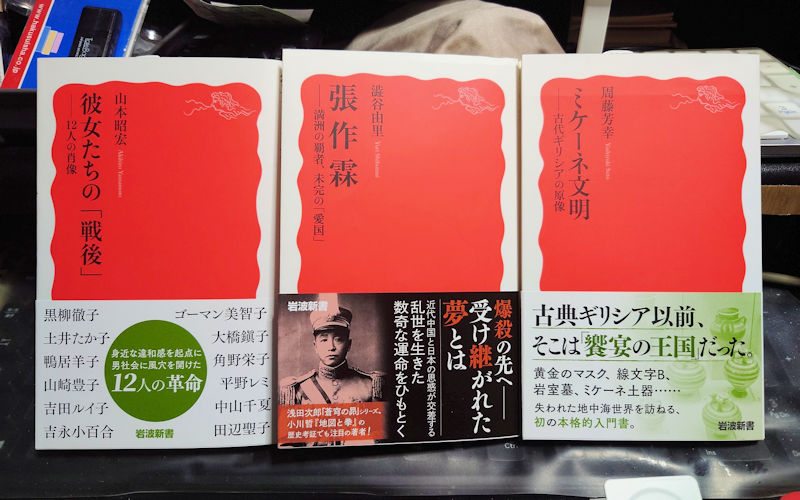 www.hakusuisha.co.jp
彼女たちの「戦後」
――12人の肖像
山本昭宏
Akihiro Yamamoto
黒柳徹子
土井たか子
鴨居羊子
山崎豊子
吉田ルイ子
吉永小百合
身近な違和感を起点に
男社会に風穴を開けた
12人の革命
ゴーマン美智子
大橋鎭子
角野栄子
平野レミ
中山千夏
田辺聖子
岩波新書
張作霖
――満洲の覇者、未完の「愛国」
澁谷由里
Yuri Shibutani
岩波新書
爆殺の先へ――
受け継がれた
夢とは
近代中国と日本の思惑が交差する
乱世を生きた
数奇な運命をひもとく
浅田次郎「蒼穹の昴」シリーズ、
小川哲『地図と拳』の
歴史考証でも注目の著者!
ミケーネ文明
――古代ギリシアの原像
周藤芳幸
Yoshiyuki Suto
古典ギリシア以前、
そこは「饗宴の王国」だった。
黄金のマスク、線文字B、
岩室墓、ミケーネ土器……
失われた地中海世界を訪ねる、
初の本格的入門書。
岩波新書
Ctrl
Ins